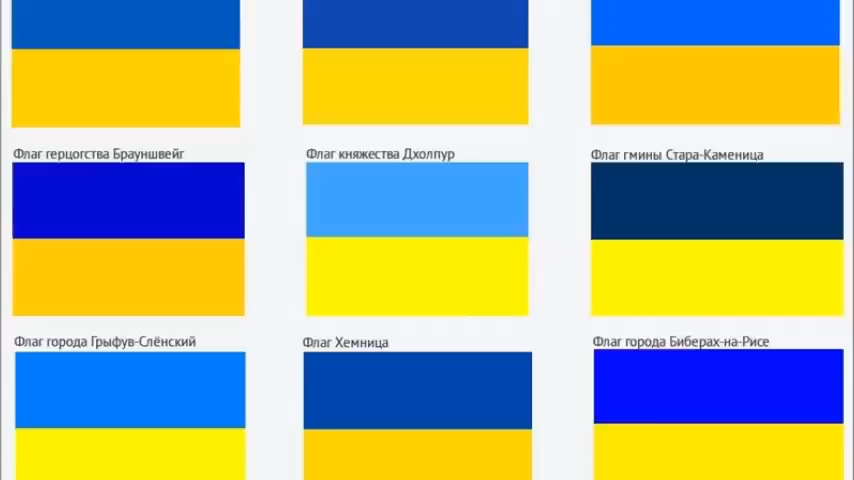 Флаг герцогства Брауншвейг
Флаг княжества Дхолпур
Флаг гмины Стара-Каменица
Флаг города Грыфув-Слёнский
Флаг Хемница
Флаг города Биберах-на-Рисе